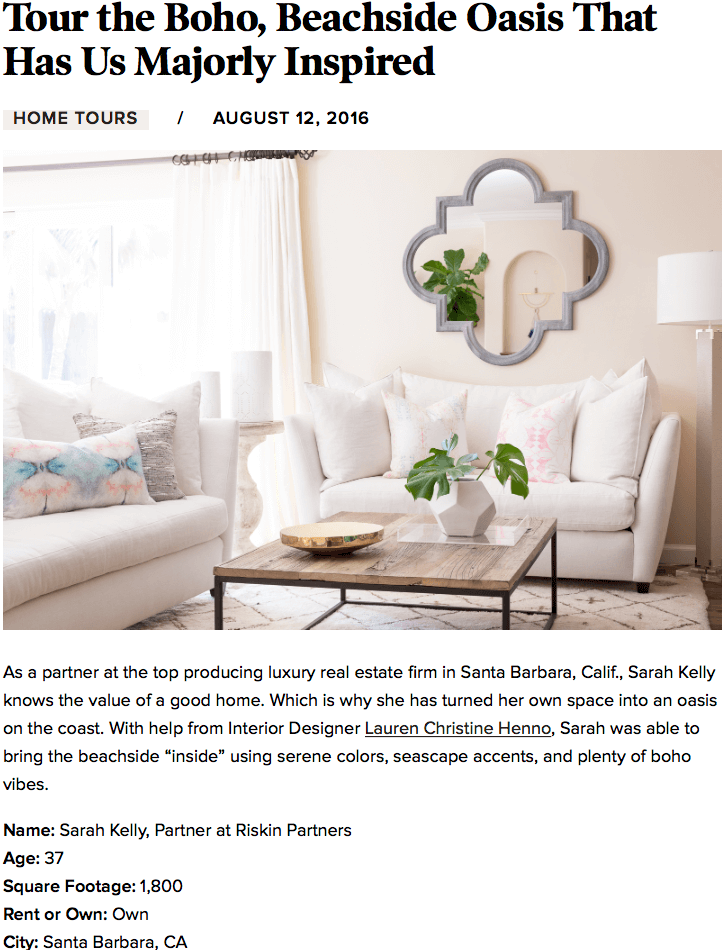 Tour the Boho, Beachside Oasis That
Has Us Majorly Inspired
HOME TOURS / AUGUST 12, 2016
As a partner at the top producing luxury real estate firm in Santa Barbara, Calif., Sarah Kelly
knows the value of a good home. Which is why she has turned her own space into an oasis
on the coast. With help from Interior Designer Lauren Christine Henno, Sarah was able to
bring the beachside “inside” using serene colors, seascape accents, and plenty of boho
vibes.
Name: Sarah Kelly, Partner at Riskin Partners
Age: 37
Square Footage: 1,800
Rent or Own: Own
City: Santa Barbara, CA